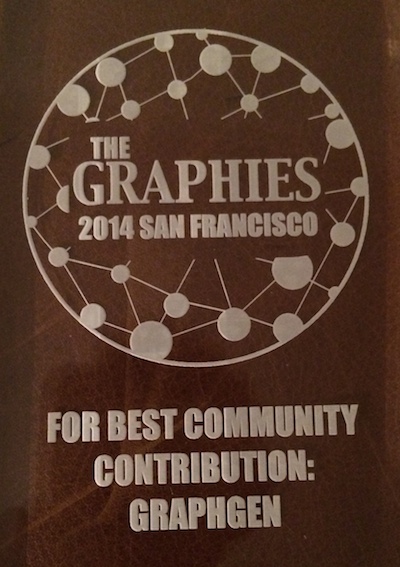 THE
GRAPHIES
2014 SAN FRANCISCO
FOR BEST COMMUNITY
CONTRIBUTION:
GRAPHGEN